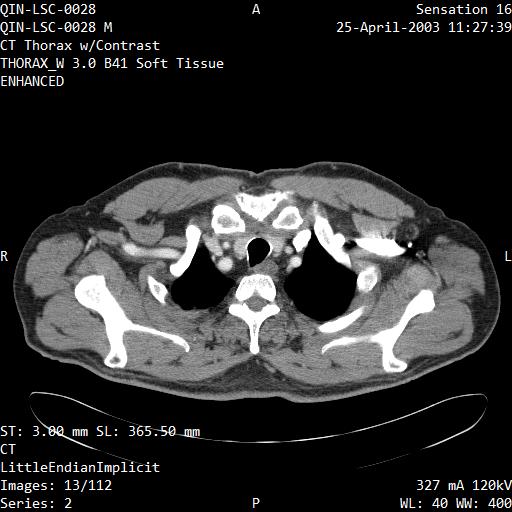 QIN-LSC-0028
A
Sensation 16
QIN-LSC-0028 M
25-April-2003 11:27:39
CT Thorax w/Contrast
THORAX_W 3.0 B41 Soft Tissue
ENHANCED
R
L
ST: 3.00 mm SL: 365.50 mm
CT
LittleEndianImplicit
Images: 13/112
327 mA 120kV
Series: 2
P
WL: 40 WW: 400